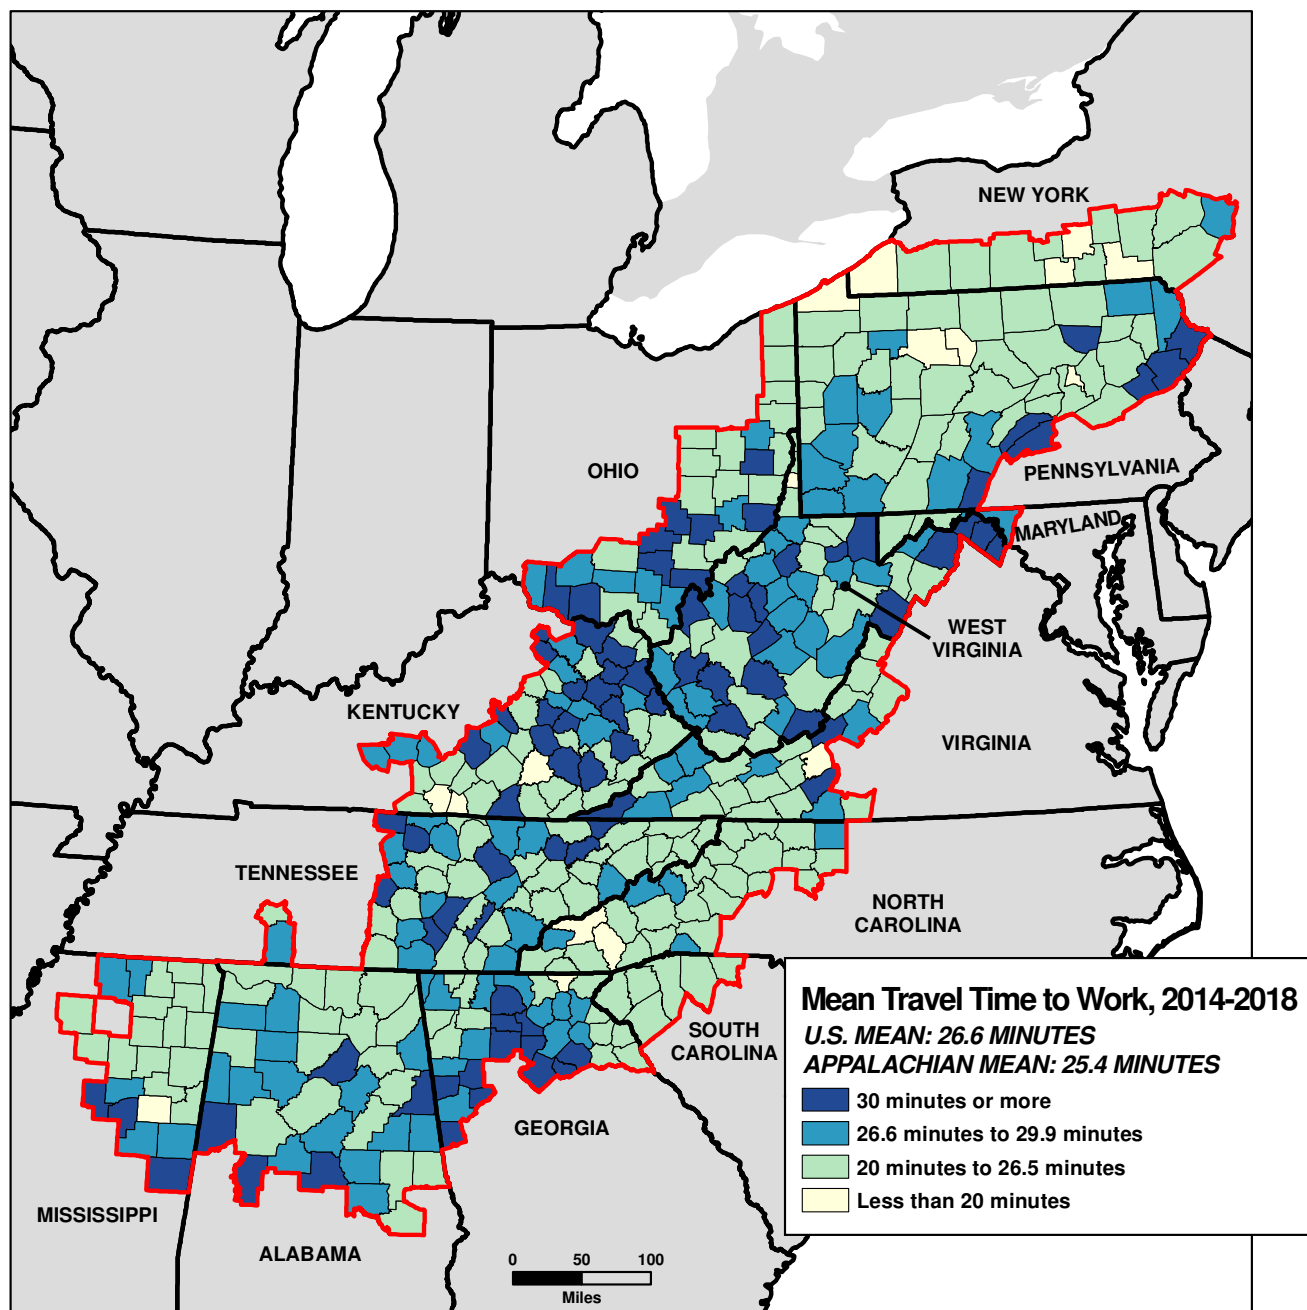 NEW YORK
OHIO
PENNSYLVANIA
MARYLAND
WEST
VIRGINIA
KENTUCKY
VIRGINIA
TENNESSEE
NORTH
CAROLINA
SOUTH
CAROLINA
GEORGIA
MISSISSIPPI
ALABAMA
Mean Travel Time to Work, 2014-2018
U.S. MEAN: 26.6 MINUTES
APPALACHIAN MEAN: 25.4 MINUTES
30 minutes or more
26.6 minutes to 29.9 minutes
20 minutes to 26.5 minutes
Less than 20 minutes
0 50 100
Miles